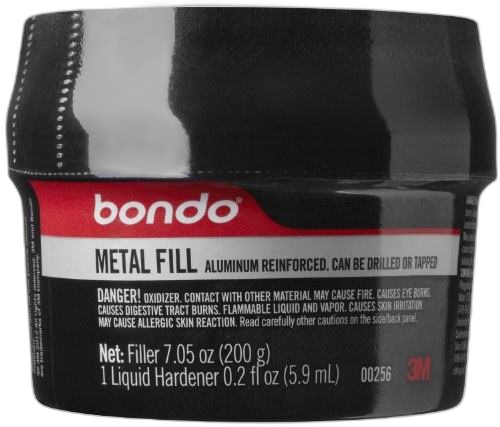 bondo®
METAL FILL ALUMINUM REINFORCED. CAN BE DRILLED OR TAPPED
DANGER! OXIDIZER. CONTACT WITH OTHER MATERIAL MAY CAUSE FIRE. CAUSES EYE BURNS.
CAUSES DIGESTIVE TRACT BURNS. FLAMMABLE LIQUID AND VAPOR. CAUSES SKIN IRRITATION.
MAY CAUSE ALLERGIC SKIN REACTION. Read carefully other cautions on the side/back panel.
Net: Filler 7.05 oz (200 g)
1 Liquid Hardener 0.2 fl oz (5.9 mL) 00256 3M